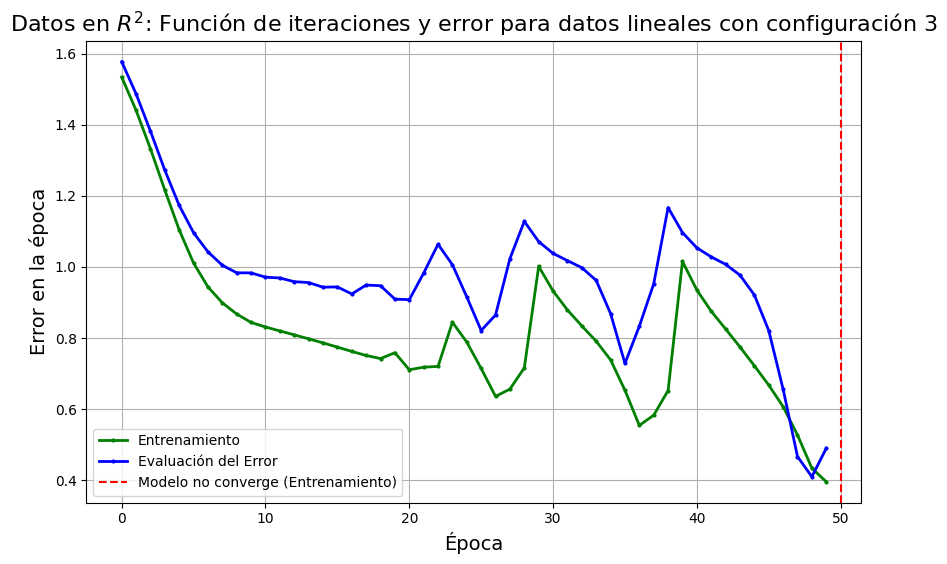 Datos en $R^2$: Función de iteraciones y error para datos lineales con configuración 3
Error en la época
1.6
1.4
1.2
1.0
0.8
0.6
0.4
Entrenamiento
Evaluación del Error
Modelo no converge (Entrenamiento)
0 10 20 30 40 50
Época